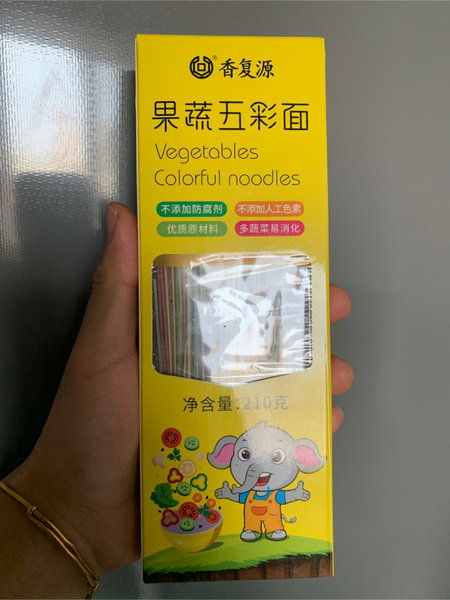 香复源
果蔬五彩面
Vegetables
Colorful noodles
不添加防腐剂 不添加人工色素
优质原材料 多蔬菜易消化
净含量:210克